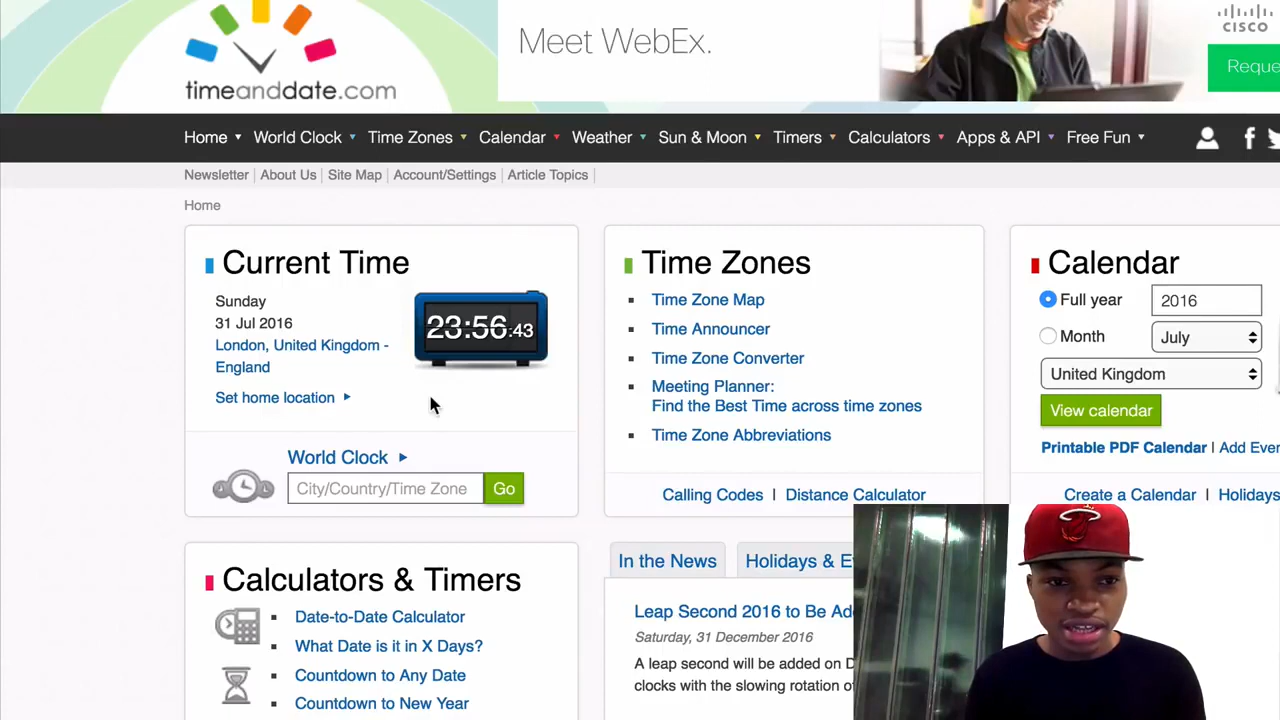 timeanddate.com
Meet WebEx.
CISCO
Home World Clock Time Zones Calendar Weather Sun & Moon Timers Calculators Apps & API Free Fun
Newsletter | About Us | Site Map | Account/Settings | Article Topics |
Home
Current Time
Sunday
31 Jul 2016
London, United Kingdom -
England
Set home location
23:56:43
World Clock
City/Country/Time Zone Go
Time Zones
Time Zone Map
Time Announcer
Time Zone Converter
Meeting Planner:
Find the Best Time across time zones
Time Zone Abbreviations
Calling Codes | Distance Calculator
Calendar
Full year 2016
Month July
United Kingdom
View calendar
Printable PDF Calendar | Add
Create a Calendar | Holidays
Calculators & Timers
Date-to-Date Calculator
What Date is it in X Days?
Countdown to Any Date
Countdown to New Year
In the News Holidays &
Leap Second 2016 to Be
Saturday, 31 December 2016
A leap second will be added on
clocks with the slowing rotation